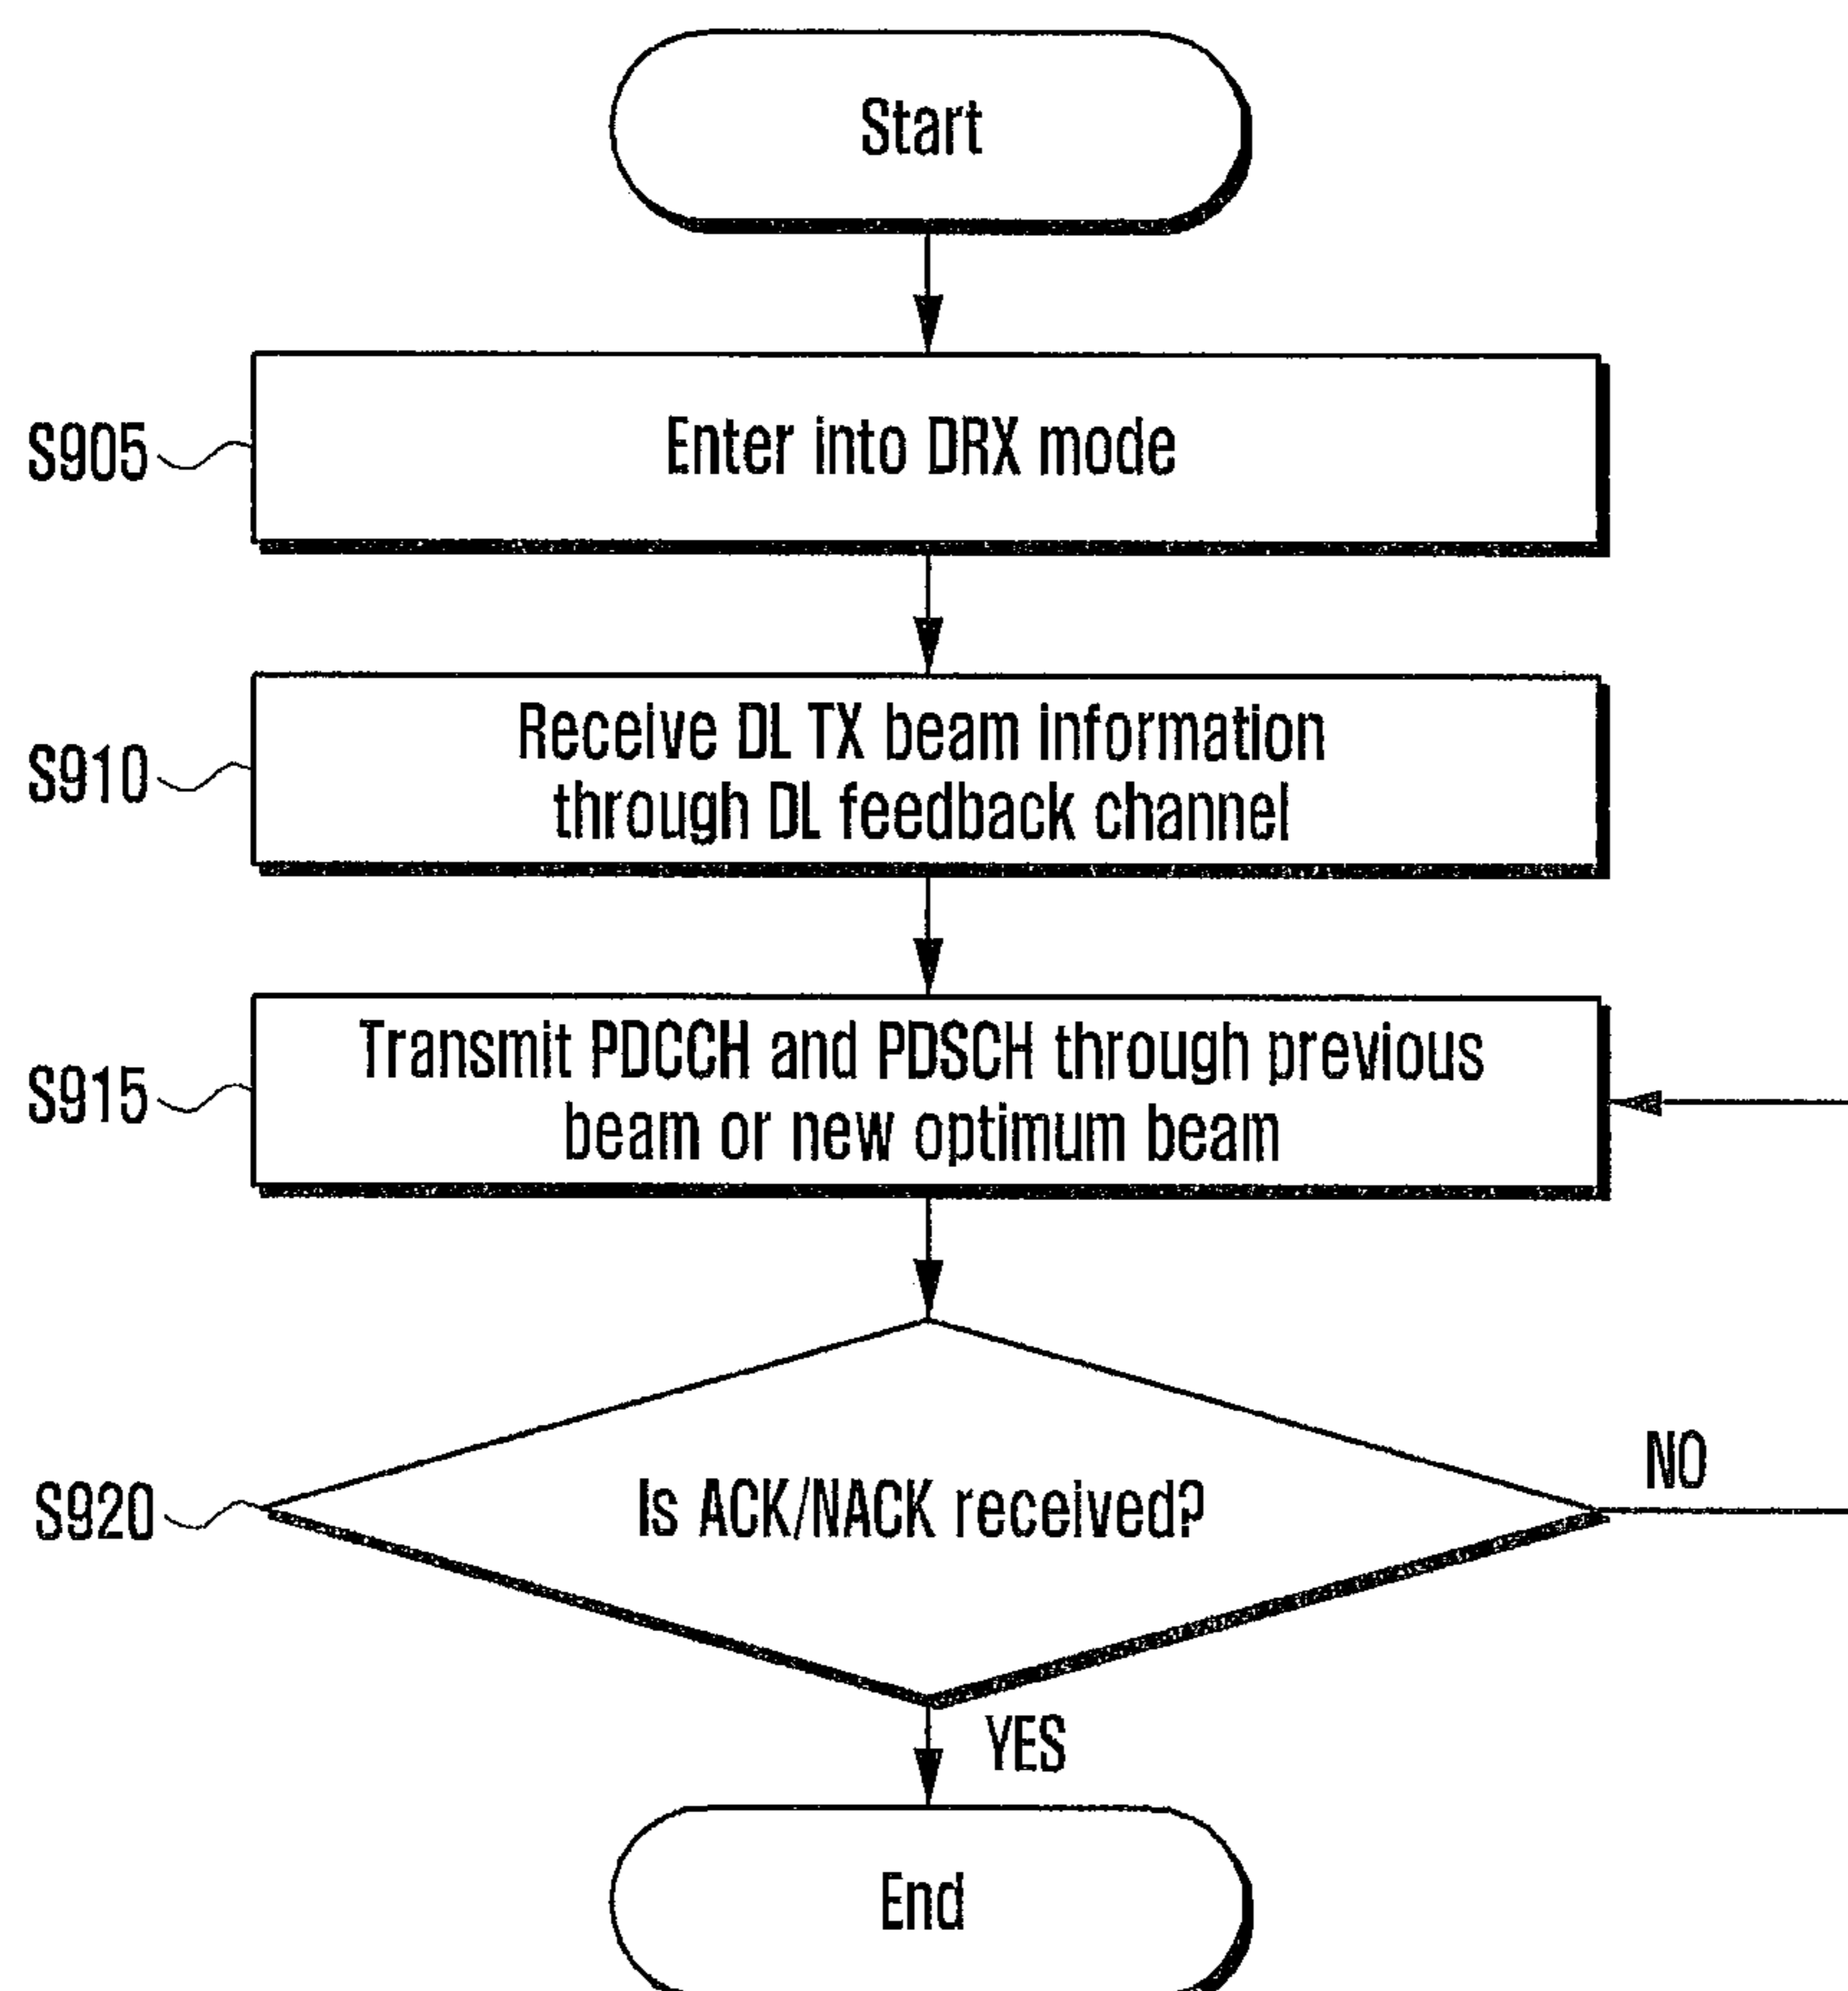 Start
S905
Enter into DRX mode
S910
Receive DL TX beam information
through DL feedback channel
S915
Transmit PDCCH and PDSCH through previous
beam or new optimum beam
S920
Is ACK/NACK received?
NO
YES
End